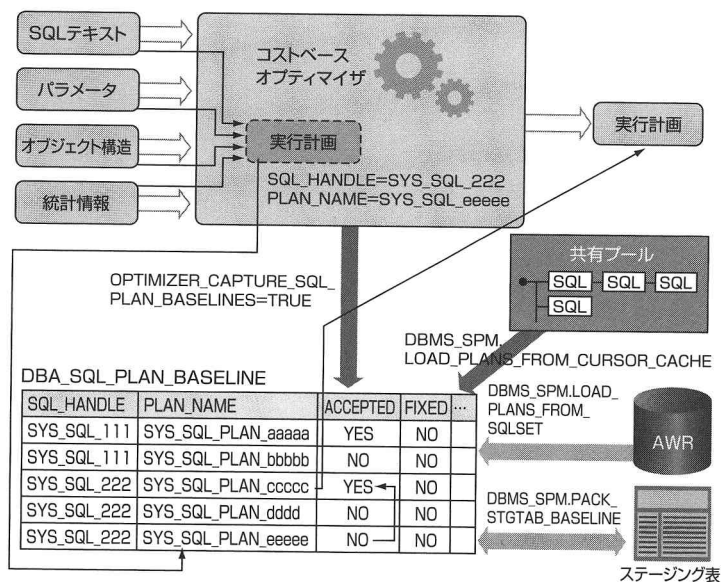 SQLテキスト
パラメータ
オブジェクト構造
統計情報
コストベース
オプティマイザ
実行計画
SQL_HANDLE=SYS_SQL_222
PLAN_NAME=SYS_SQL_eeeee
実行計画
共有プール
SQL SQL SQL
SQL
OPTIMIZER_CAPTURE_SQL_
PLAN_BASELINES=TRUE
DBMS_SPM.
LOAD_PLANS_FROM_CURSOR_CACHE
DBA_SQL_PLAN_BASELINE
SQL_HANDLE PLAN_NAME ACCEPTED FIXED …
SYS_SQL_111 SYS_SQL_PLAN_aaaaa YES NO
SYS_SQL_111 SYS_SQL_PLAN_bbbbb NO NO
SYS_SQL_222 SYS_SQL_PLAN_ccccc YES NO
SYS_SQL_222 SYS_SQL_PLAN_dddd NO NO
SYS_SQL_222 SYS_SQL_PLAN_eeeee NO NO
DBMS_SPM.LOAD_
PLANS_FROM_
SQLSET
AWR
DBMS_SPM.PACK_
STGTAB_BASELINE
ステージング表